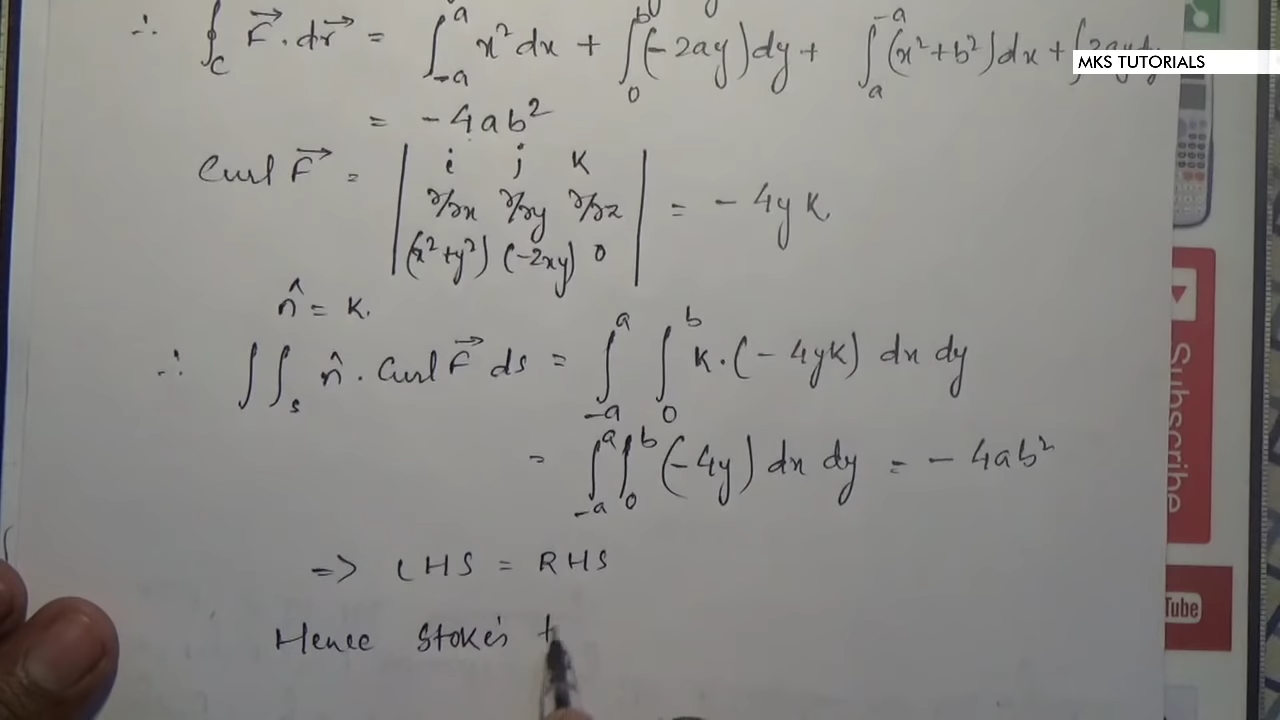 ∴ ∮_C F⃗ . dr⃗ = ∫_{-a}^{a} x² dx + ∫_0^b (-2ay) dy + ∫_a^{-a} (x²+b²) dx + ∫
MKS TUTORIALS
= -4ab²
Curl F⃗ = | i j k
∂/∂x ∂/∂y ∂/∂z | = -4y k
(x²+y²) (-2xy) 0
n̂ = k.
∴ ∫∫_s n̂ . Curl F⃗ ds = ∫_{-a}^{a} ∫_0^b k.(-4yk) dx dy
= ∫_{-a}^{a} ∫_0^b (-4y) dx dy = -4ab²
⇒ LHS = RHS
Hence Stoke's t
Subscribe
Tube